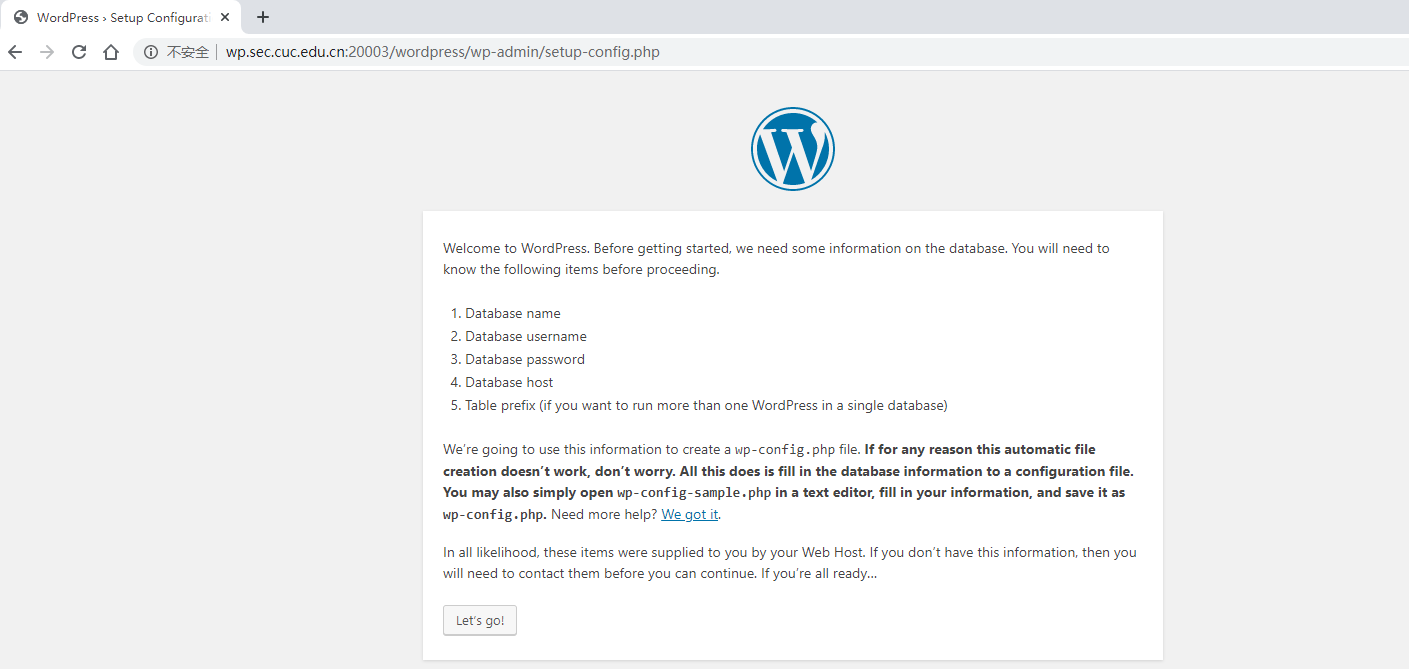 WordPress › Setup Configurati
不安全 wp.sec.cuc.edu.cn:20003/wordpress/wp-admin/setup-config.php
W
Welcome to WordPress. Before getting started, we need some information on the database. You will need to
know the following items before proceeding.
1. Database name
2. Database username
3. Database password
4. Database host
5. Table prefix (if you want to run more than one WordPress in a single database)
We’re going to use this information to create a wp-config.php file. If for any reason this automatic file
creation doesn’t work, don’t worry. All this does is fill in the database information to a configuration file.
You may also simply open wp-config-sample.php in a text editor, fill in your information, and save it as
wp-config.php. Need more help? We got it.
In all likelihood, these items were supplied to you by your Web Host. If you don’t have this information, then you
will need to contact them before you can continue. If you’re all ready…
Let’s go!